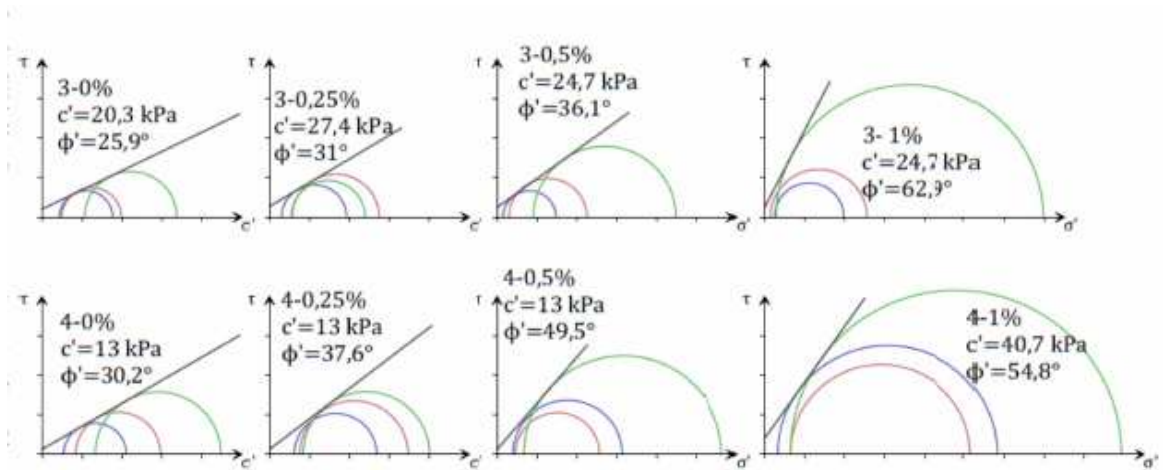 τ
3-0%
c'=20,3 kPa
ϕ'=25,9°
σ'
τ
3-0,25%
c'=27,4 kPa
ϕ'=31°
σ'
τ
3-0,5%
c'=24,7 kPa
ϕ'=36,1°
σ'
τ
3- 1%
c'=24,7 kPa
ϕ'=62,9°
σ'
τ
4-0%
c'=13 kPa
ϕ'=30,2°
σ'
τ
4-0,25%
c'=13 kPa
ϕ'=37,6°
σ'
τ
4-0,5%
c'=13 kPa
ϕ'=49,5°
σ'
τ
4-1%
c'=40,7 kPa
ϕ'=54,8°
σ'